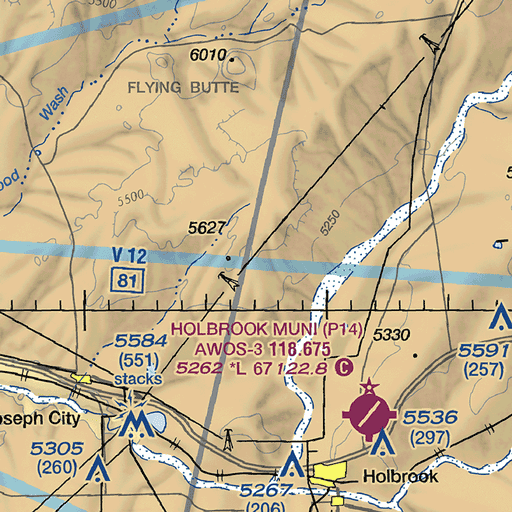 6010
FLYING BUTTE
Wash
ood
5500
5627
5250
V 12
81
HOLBROOK MUNI (P14)
AWOS-3 118.675
5262 *L 67 122.8 C
5584
(551)
stacks
5330
5591
(257)
5536
(297)
oseph City
5305
(260)
Holbrook
5267
(206)